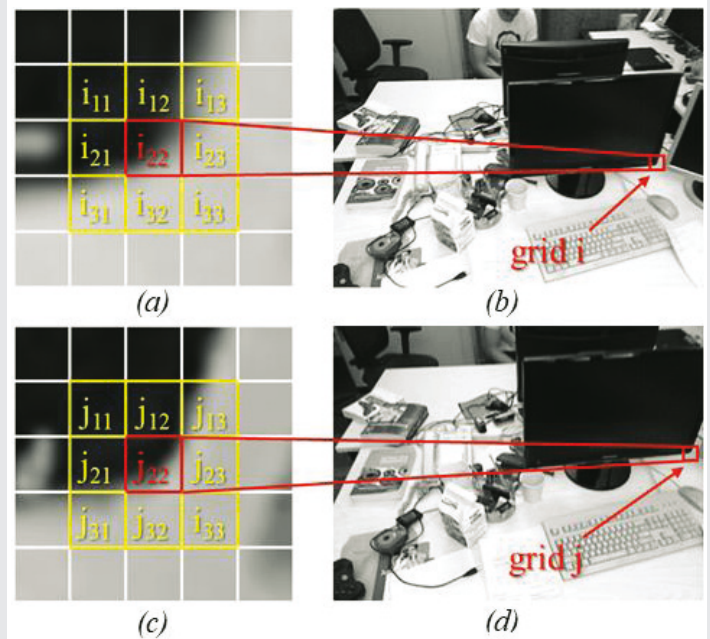 i11 i12 i13
i21 i22 i23
i31 i32 i33
grid i
(a) (b)
j11 j12 j13
j21 j22 j23
j31 j32 i33
grid j
(c) (d)